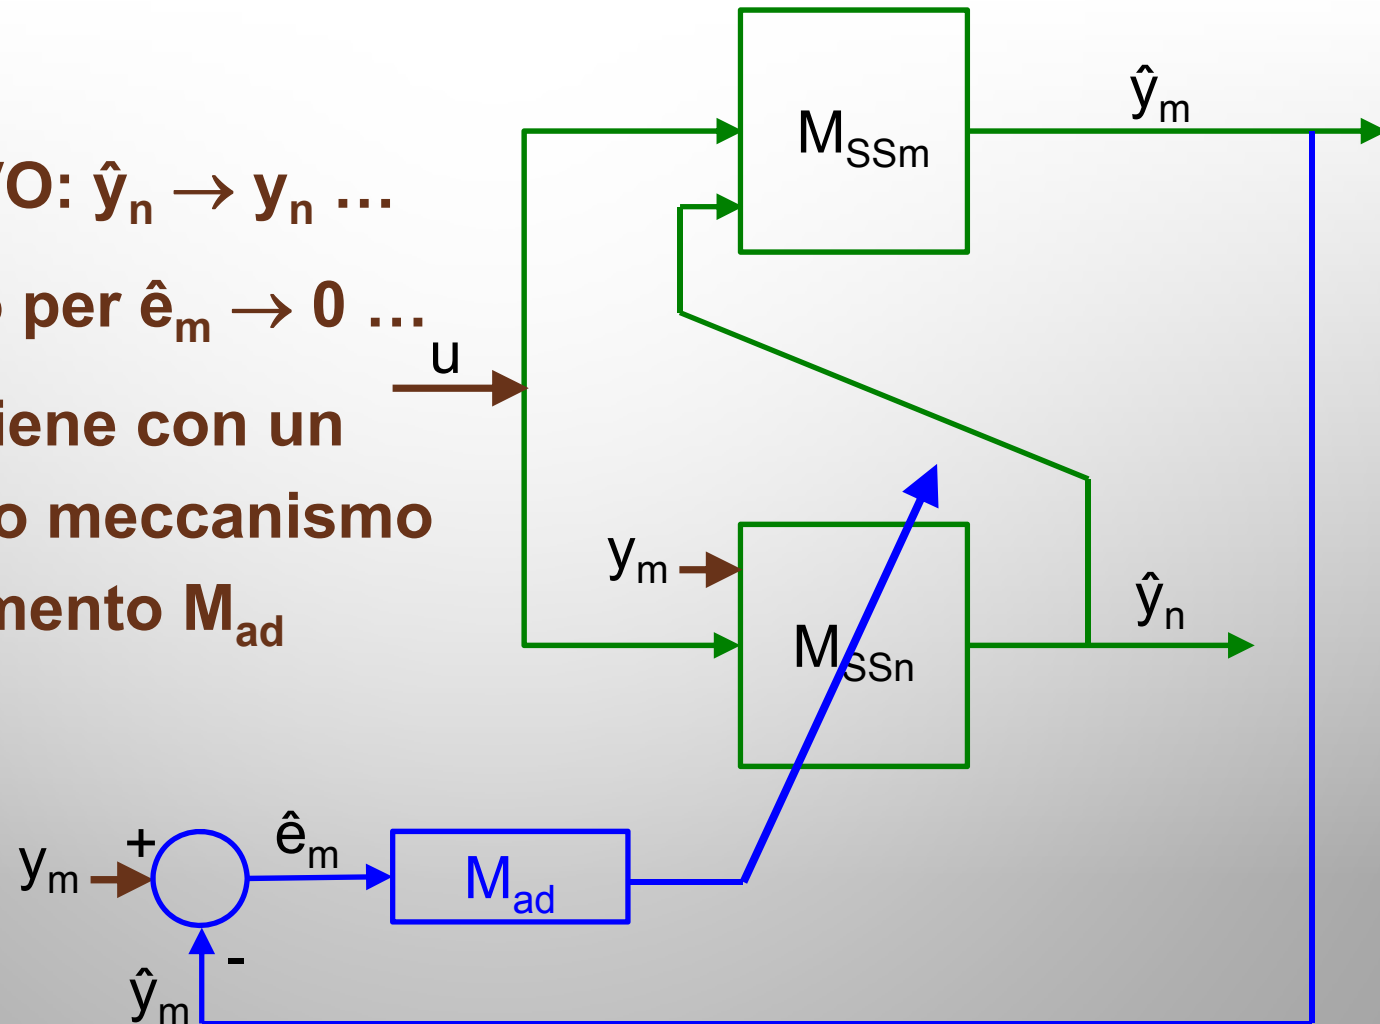 ŷm
MSSm
/O: ŷn → yn ...
per êm → 0 ...
u
iene con un
o meccanismo
mento Mad
ym
ŷn
MSSn
+
êm
ym
Mad
-
ŷm